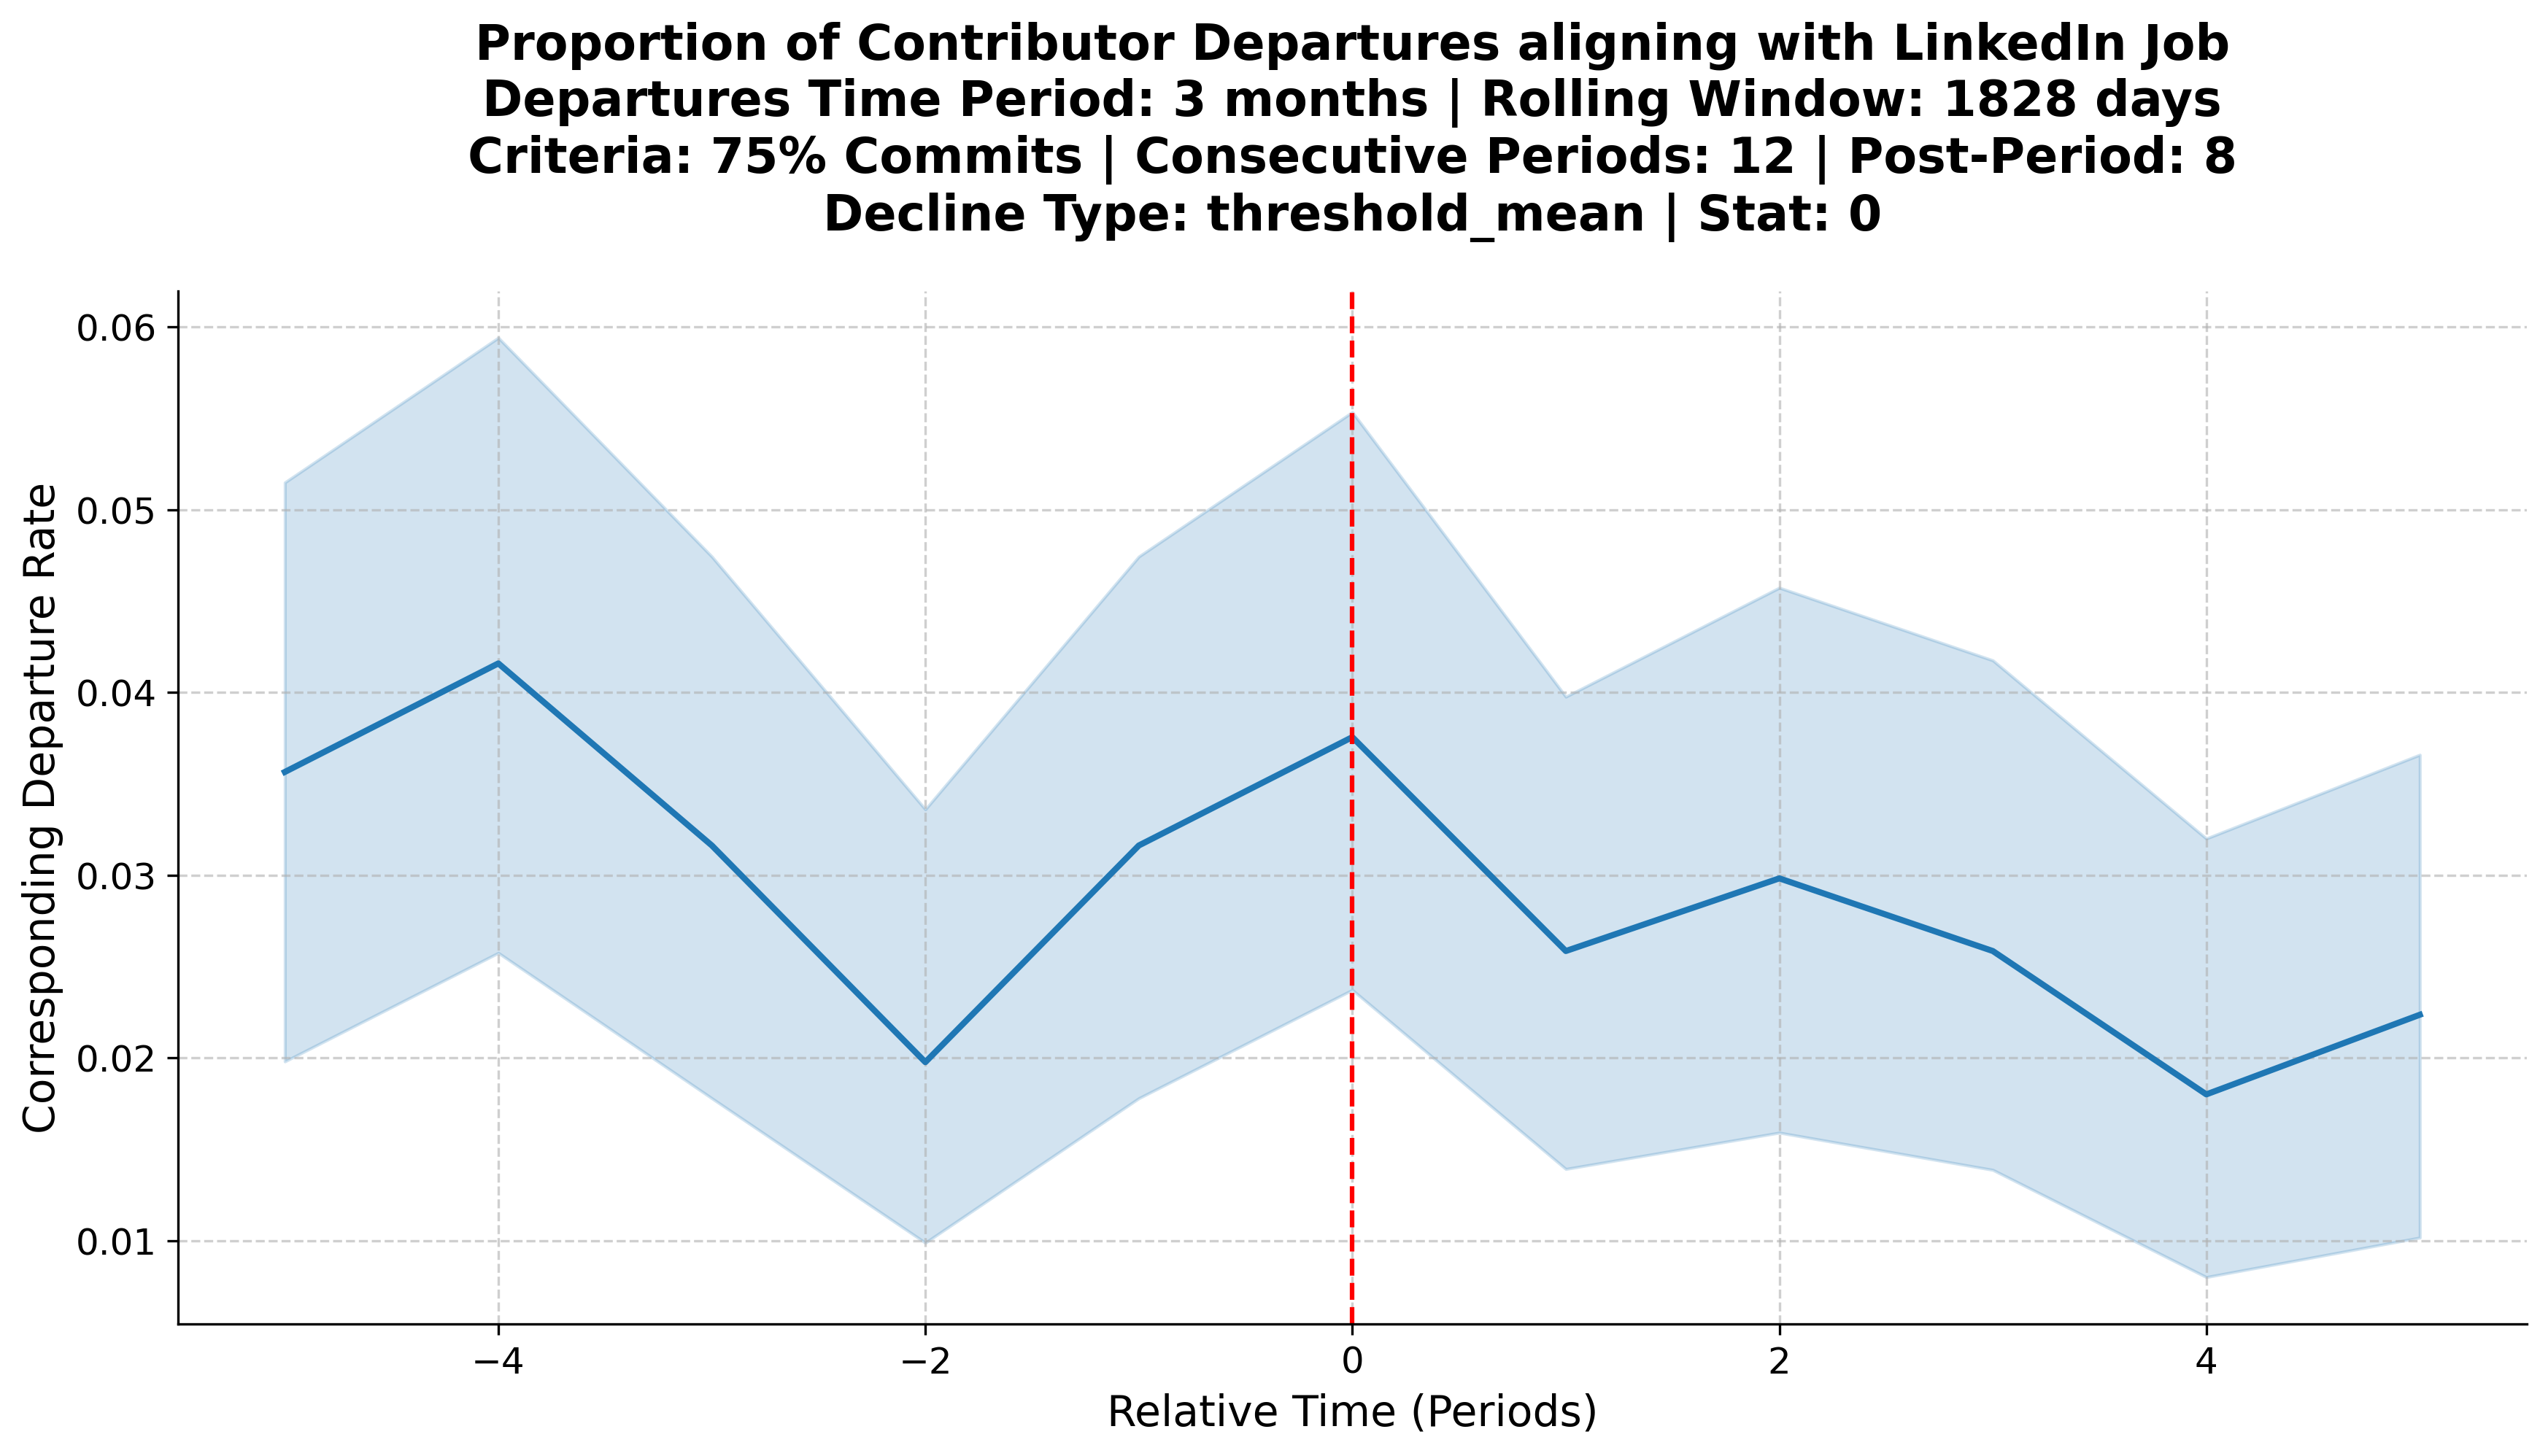 Proportion of Contributor Departures aligning with LinkedIn Job
Departures Time Period: 3 months | Rolling Window: 1828 days
Criteria: 75% Commits | Consecutive Periods: 12 | Post-Period: 8
Decline Type: threshold_mean | Stat: 0
Corresponding Departure Rate
0.06
0.05
0.04
0.03
0.02
0.01
−4
−2
0
2
4
Relative Time (Periods)